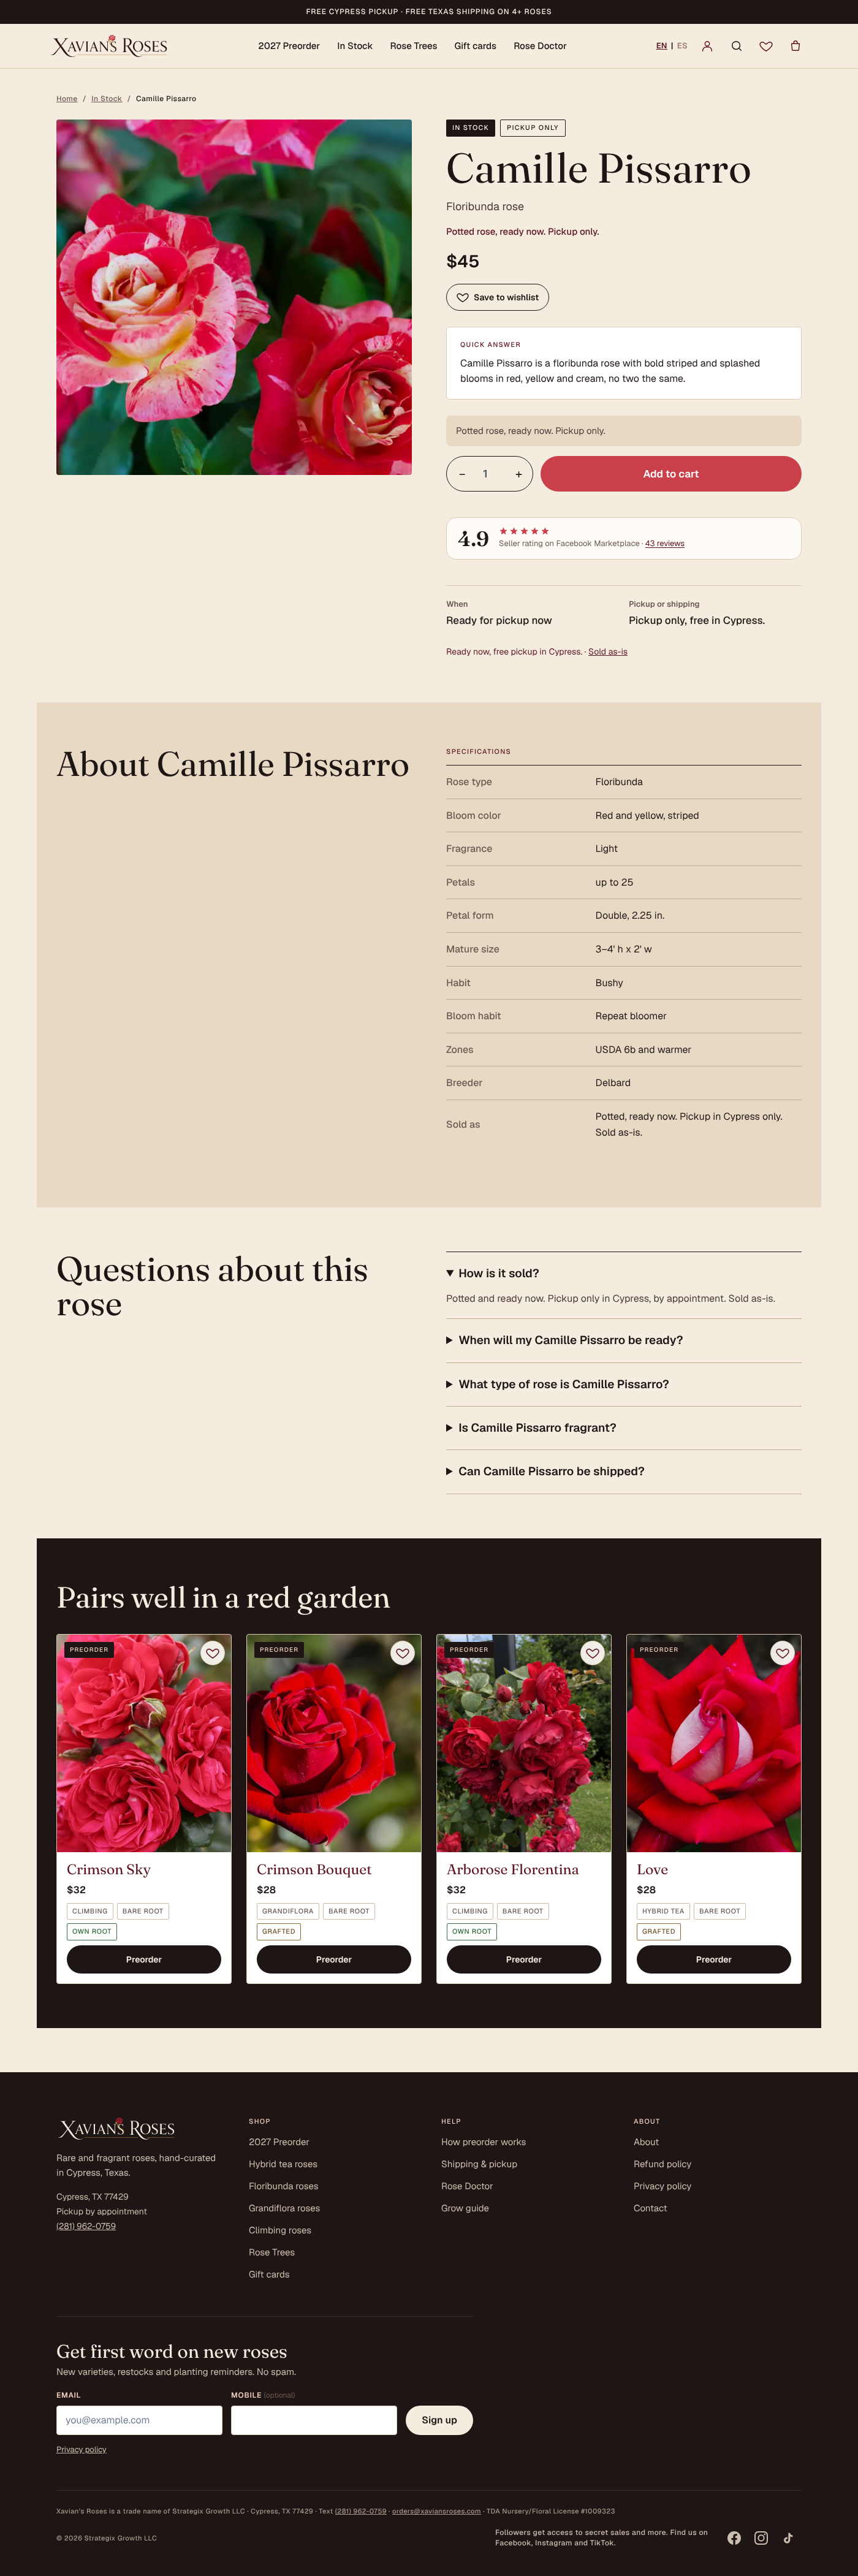 FREE CYPRESS PICKUP · FREE TEXAS SHIPPING ON 4+ ROSES
XAVIAN'S ROSES
2027 Preorder
In Stock
Rose Trees
Gift cards
Rose Doctor
EN | ES
Home / In Stock / Camille Pissarro
IN STOCK
PICKUP ONLY
Camille Pissarro
Floribunda rose
Potted rose, ready now. Pickup only.
$45
Save to wishlist
QUICK ANSWER
Camille Pissarro is a floribunda rose with bold striped and splashed
blooms in red, yellow and cream, no two the same.
Potted rose, ready now. Pickup only.
− 1 +
Add to cart
4.9
Seller rating on Facebook Marketplace · 43 reviews
When
Ready for pickup now
Pickup or shipping
Pickup only, free in Cypress.
Ready now, free pickup in Cypress. · Sold as-is
About Camille Pissarro
SPECIFICATIONS
Rose type Floribunda
Bloom color Red and yellow, striped
Fragrance Light
Petals up to 25
Petal form Double, 2.25 in.
Mature size 3–4' h x 2' w
Habit Bushy
Bloom habit Repeat bloomer
Zones USDA 6b and warmer
Breeder Delbard
Sold as Potted, ready now. Pickup in Cypress only.
Sold as-is.
Questions about this
rose
How is it sold?
Potted and ready now. Pickup only in Cypress, by appointment. Sold as-is.
When will my Camille Pissarro be ready?
What type of rose is Camille Pissarro?
Is Camille Pissarro fragrant?
Can Camille Pissarro be shipped?
Pairs well in a red garden
PREORDER
Crimson Sky
$32
CLIMBING
BARE ROOT
OWN ROOT
Preorder
PREORDER
Crimson Bouquet
$28
GRANDIFLORA
BARE ROOT
GRAFTED
Preorder
PREORDER
Arborose Florentina
$32
CLIMBING
BARE ROOT
OWN ROOT
Preorder
PREORDER
Love
$28
HYBRID TEA
BARE ROOT
GRAFTED
Preorder
XAVIAN'S ROSES
Rare and fragrant roses, hand-curated
in Cypress, Texas.
Cypress, TX 77429
Pickup by appointment
(281) 962-0759
SHOP
2027 Preorder
Hybrid tea roses
Floribunda roses
Grandiflora roses
Climbing roses
Rose Trees
Gift cards
HELP
How preorder works
Shipping & pickup
Rose Doctor
Grow guide
ABOUT
About
Refund policy
Privacy policy
Contact
Get first word on new roses
New varieties, restocks and planting reminders. No spam.
EMAIL
you@example.com
MOBILE (optional)
Sign up
Privacy policy
Xavian's Roses is a trade name of Strategix Growth LLC · Cypress, TX 77429 · Text (281) 962-0759 · orders@xaviansroses.com · TDA Nursery/Floral License #1009323
© 2026 Strategix Growth LLC
Followers get access to secret sales and more. Find us on
Facebook, Instagram and TikTok.